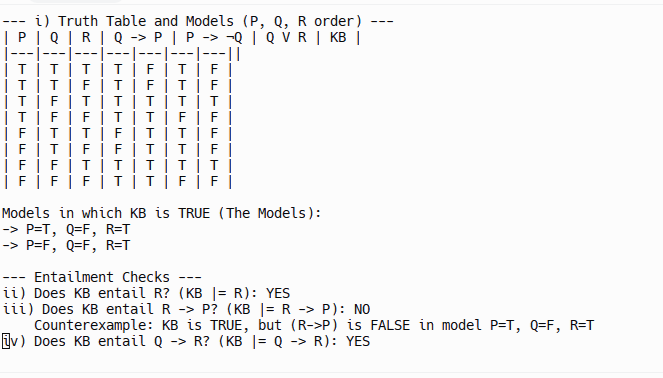 --- i) Truth Table and Models (P, Q, R order) ---
| P | Q | R | Q -> P | P -> ¬Q | Q V R | KB |
|---|---|---|---|---|---|---||
| T | T | T | T | F | T | F |
| T | T | F | T | F | T | F |
| T | F | T | T | T | T | T |
| T | F | F | T | T | F | F |
| F | T | T | F | T | T | F |
| F | T | F | F | T | T | F |
| F | F | T | T | T | T | T |
| F | F | F | T | T | F | F |
Models in which KB is TRUE (The Models):
-> P=T, Q=F, R=T
-> P=F, Q=F, R=T
--- Entailment Checks ---
ii) Does KB entail R? (KB |= R): YES
iii) Does KB entail R -> P? (KB |= R -> P): NO
Counterexample: KB is TRUE, but (R->P) is FALSE in model P=T, Q=F, R=T
iv) Does KB entail Q -> R? (KB |= Q -> R): YES